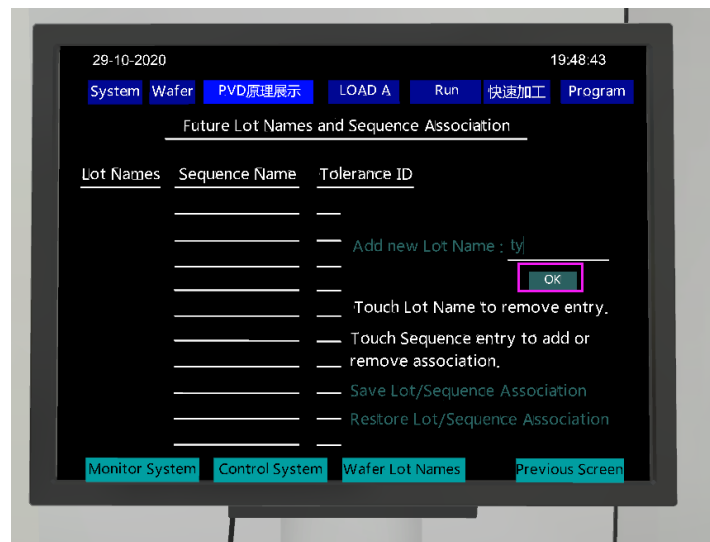 29-10-2020 19:48:43
System Wafer PVD原理展示 LOAD A Run 快速加工 Program
Future Lot Names and Sequence Association
Lot Names Sequence Name Tolerance ID
Add new Lot Name : ty
OK
Touch Lot Name to remove entry.
Touch Sequence entry to add or
remove association.
Save Lot/Sequence Association
Restore Lot/Sequence Association
Monitor System Control System Wafer Lot Names Previous Screen